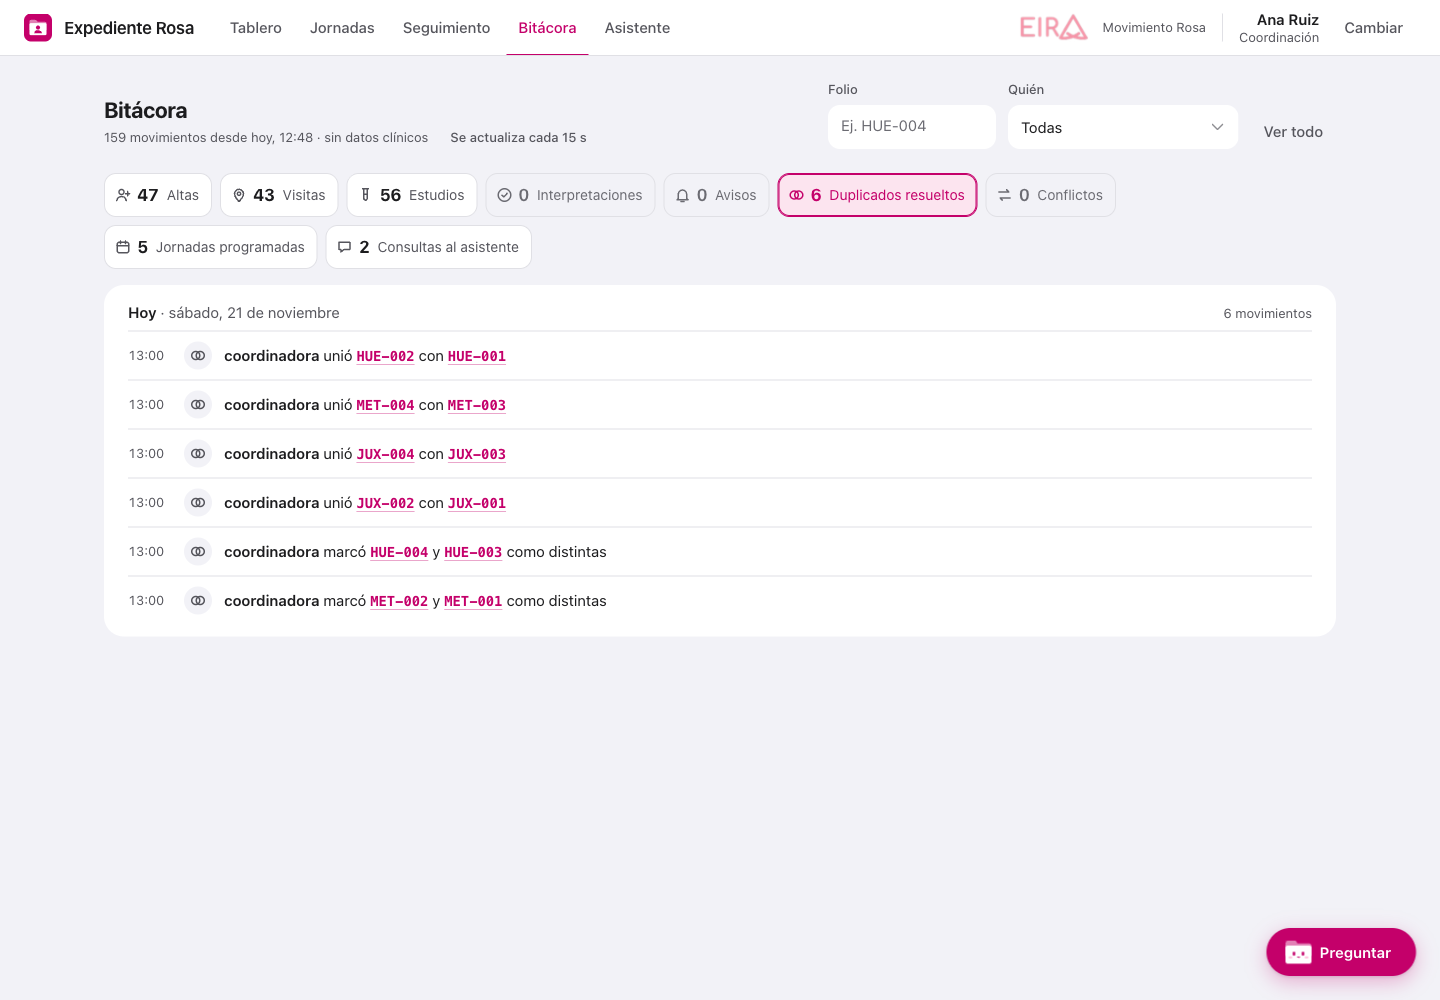 Expediente Rosa
Tablero
Jornadas
Seguimiento
Bitácora
Asistente
EIRA
Movimiento Rosa
Ana Ruiz
Coordinación
Cambiar
Bitácora
159 movimientos desde hoy, 12:48 · sin datos clínicos
Se actualiza cada 15 s
Folio
Ej. HUE-004
Quién
Todas
Ver todo
47 Altas
43 Visitas
56 Estudios
0 Interpretaciones
0 Avisos
6 Duplicados resueltos
0 Conflictos
5 Jornadas programadas
2 Consultas al asistente
Hoy · sábado, 21 de noviembre
6 movimientos
13:00 coordinadora unió HUE-002 con HUE-001
13:00 coordinadora unió MET-004 con MET-003
13:00 coordinadora unió JUX-004 con JUX-003
13:00 coordinadora unió JUX-002 con JUX-001
13:00 coordinadora marcó HUE-004 y HUE-003 como distintas
13:00 coordinadora marcó MET-002 y MET-001 como distintas
Preguntar